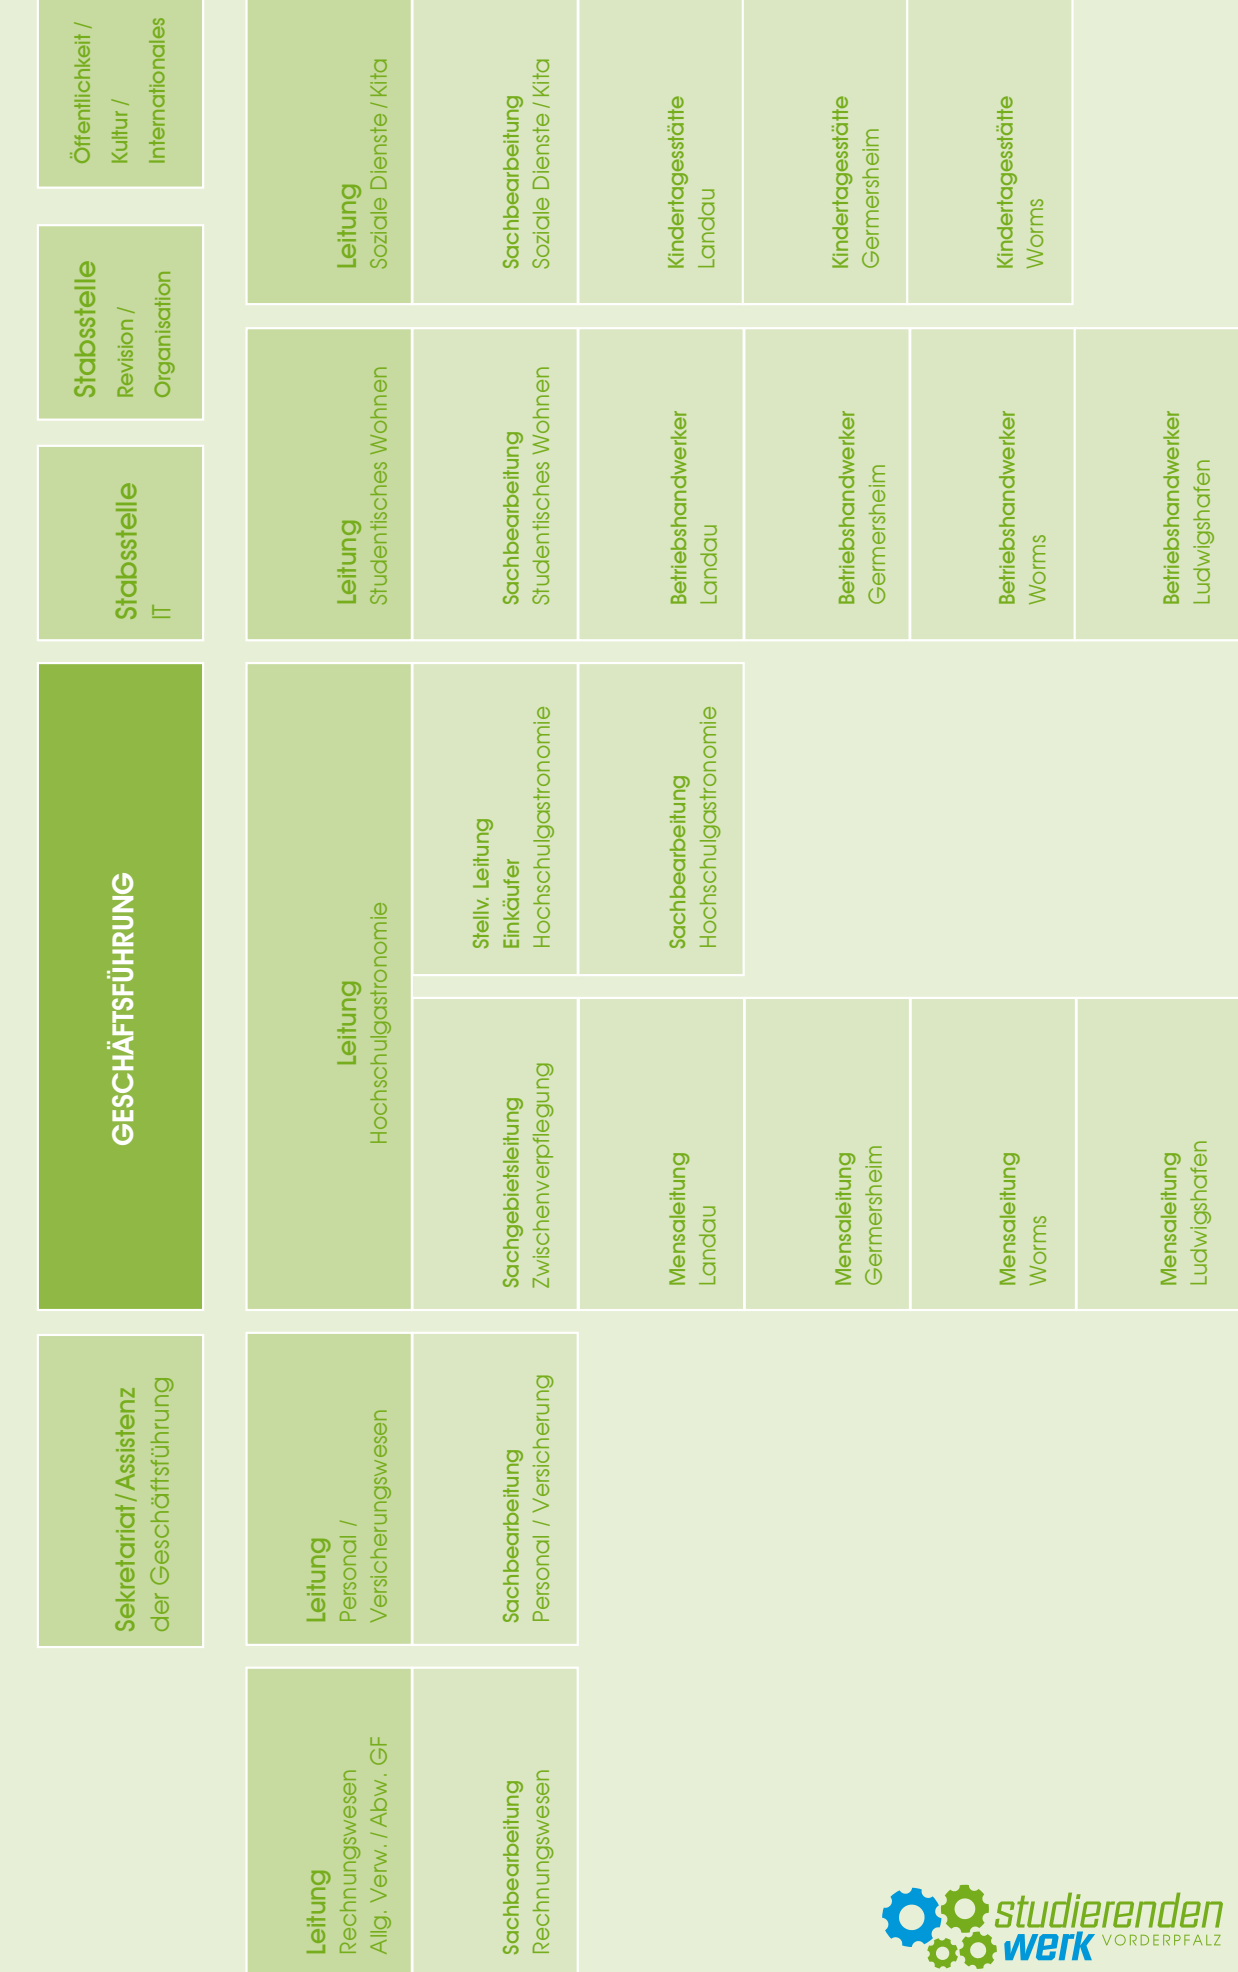 Sekretariat / Assistenz
der Geschäftsführung
GESCHÄFTSFÜHRUNG
Stabsstelle
IT
Stabsstelle
Revision /
Organisation
Öffentlichkeit /
Kultur /
Internationales
Leitung
Rechnungswesen
Allg. Verw. / Abw. GF
Sachbearbeitung
Rechnungswesen
Leitung
Personal /
Versicherungswesen
Sachbearbeitung
Personal / Versicherung
Leitung
Hochschulgastronomie
Sachgebietsleitung
Zwischenverpflegung
Mensaleitung
Landau
Mensaleitung
Germersheim
Mensaleitung
Worms
Mensaleitung
Ludwigshafen
Stellv. Leitung
Einkäufer
Hochschulgastronomie
Sachbearbeitung
Hochschulgastronomie
Leitung
Studentisches Wohnen
Sachbearbeitung
Studentisches Wohnen
Betriebshandwerker
Landau
Betriebshandwerker
Germersheim
Betriebshandwerker
Worms
Betriebshandwerker
Ludwigshafen
Leitung
Soziale Dienste / Kita
Sachbearbeitung
Soziale Dienste / Kita
Kindertagesstätte
Landau
Kindertagesstätte
Germersheim
Kindertagesstätte
Worms
studierenden
werk VORDERPFALZ